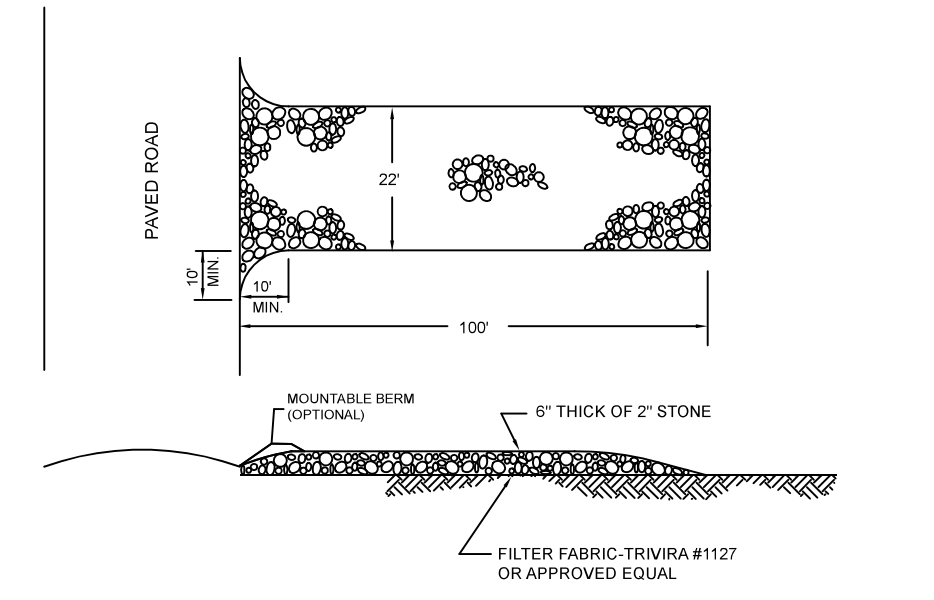 PAVED ROAD
22'
10'
MIN.
10'
MIN.
100'
MOUNTABLE BERM
(OPTIONAL)
6" THICK OF 2" STONE
FILTER FABRIC-TRIVIRA #1127
OR APPROVED EQUAL